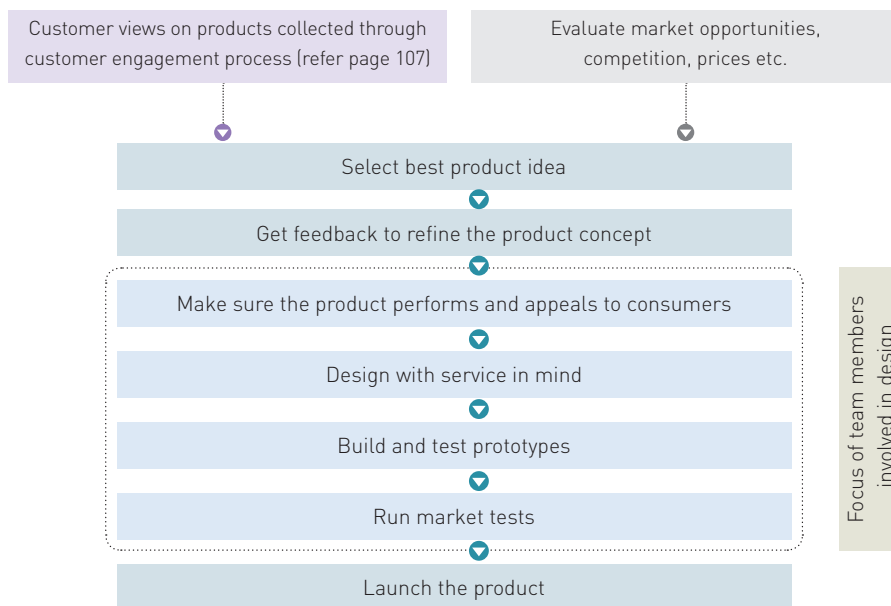 Customer views on products collected through
customer engagement process (refer page 107)
Evaluate market opportunities,
competition, prices etc.
Select best product idea
Get feedback to refine the product concept
Make sure the product performs and appeals to consumers
Design with service in mind
Build and test prototypes
Run market tests
Launch the product
Focus of team members
involved in design